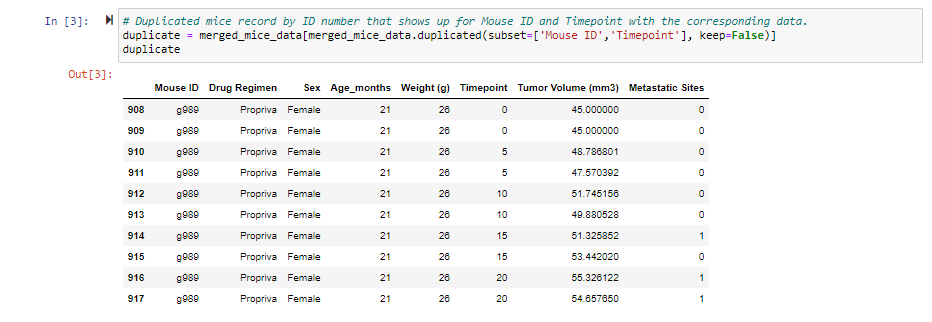 In [3]: # Duplicated mice record by ID number that shows up for Mouse ID and Timepoint with the corresponding data.
duplicate = merged_mice_data[merged_mice_data.duplicated(subset=['Mouse ID','Timepoint'], keep=False)]
duplicate
Out[3]:
Mouse ID Drug Regimen Sex Age_months Weight (g) Timepoint Tumor Volume (mm3) Metastatic Sites
908 g989 Propriva Female 21 26 0 45.000000 0
909 g989 Propriva Female 21 26 0 45.000000 0
910 g989 Propriva Female 21 26 5 48.786801 0
911 g989 Propriva Female 21 26 5 47.570392 0
912 g989 Propriva Female 21 26 10 51.745156 0
913 g989 Propriva Female 21 26 10 49.880528 0
914 g989 Propriva Female 21 26 15 51.325852 1
915 g989 Propriva Female 21 26 15 53.442020 0
916 g989 Propriva Female 21 26 20 55.326122 1
917 g989 Propriva Female 21 26 20 54.657650 1